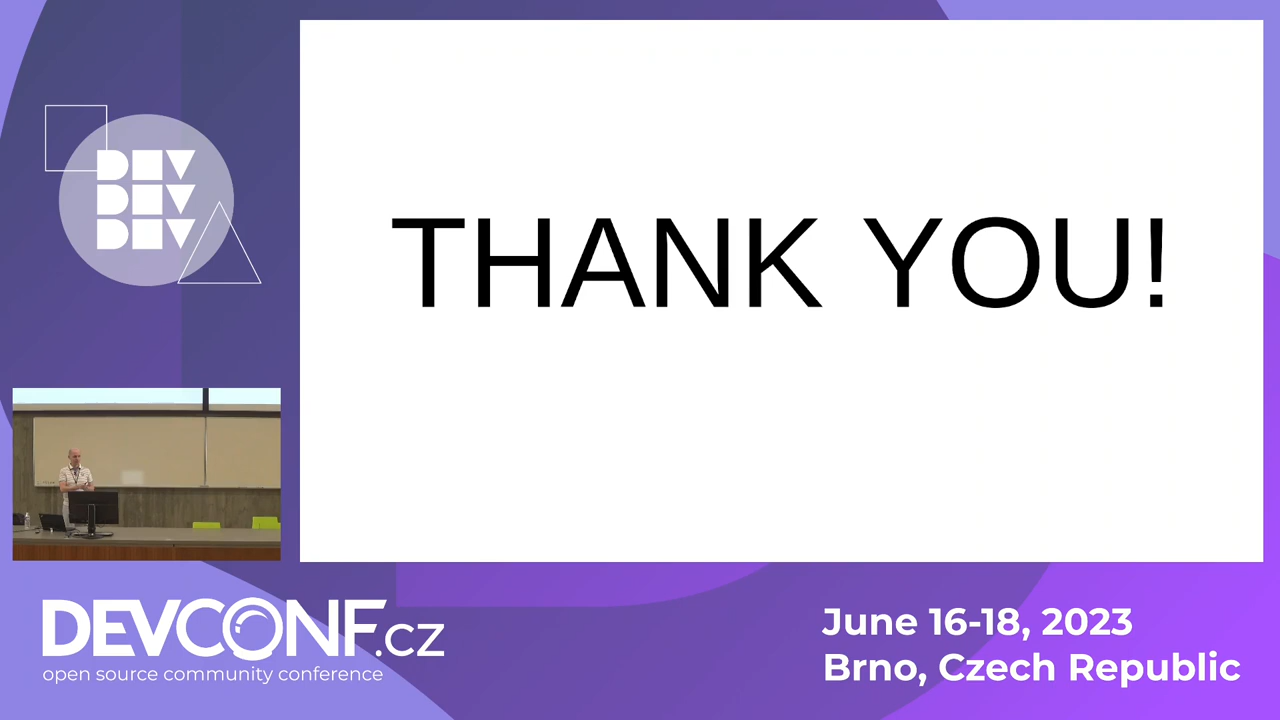 DEV
DEV
DEV
THANK YOU!
DEVCONF.CZ
open source community conference
June 16-18, 2023
Brno, Czech Republic